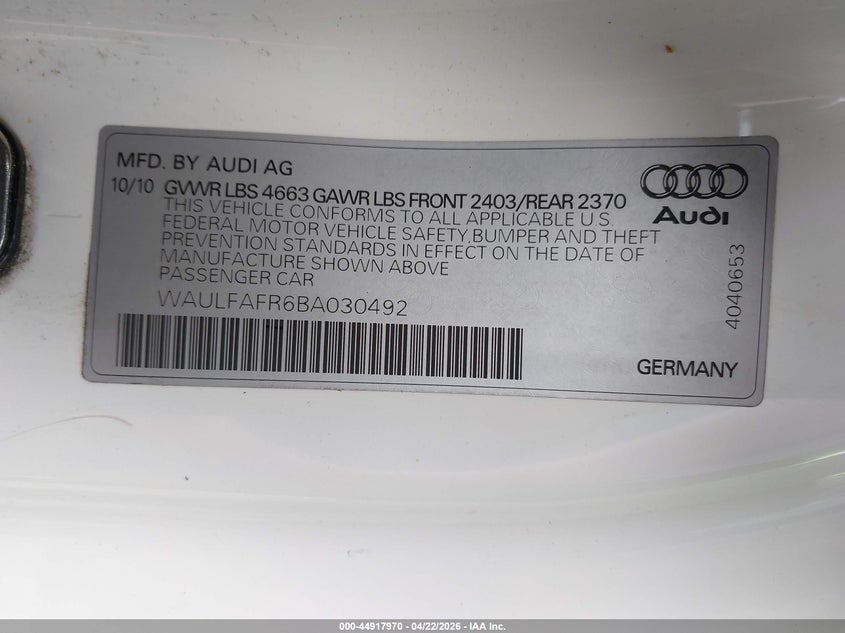 MFD. BY AUDI AG
10/10 GVWR LBS 4663 GAWR LBS FRONT 2403/REAR 2370
THIS VEHICLE CONFORMS TO ALL APPLICABLE U S
FEDERAL MOTOR VEHICLE SAFETY,BUMPER AND THEFT
PREVENTION STANDARDS IN EFFECT ON THE DATE OF
MANUFACTURE SHOWN ABOVE
PASSENGER CAR
WAULFAFR6BA030492
Audi
4040653
GERMANY
000-44917970 - 04/22/2026 - IAA Inc.